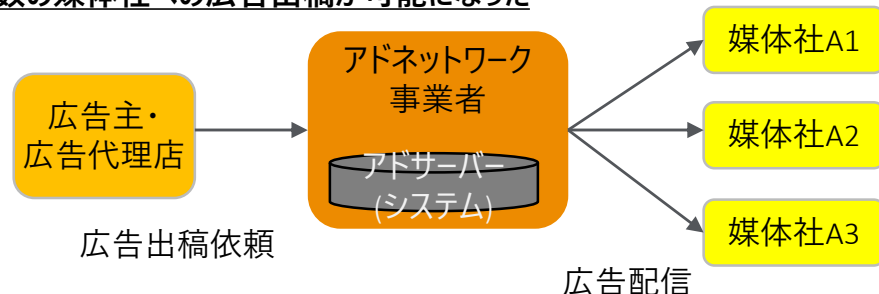 数の媒体社への広告出稿が可能になった
アドネットワーク
事業者
媒体社A1
広告主・
広告代理店
アドサーバー
(システム)
媒体社A2
媒体社A3
広告出稿依頼
広告配信